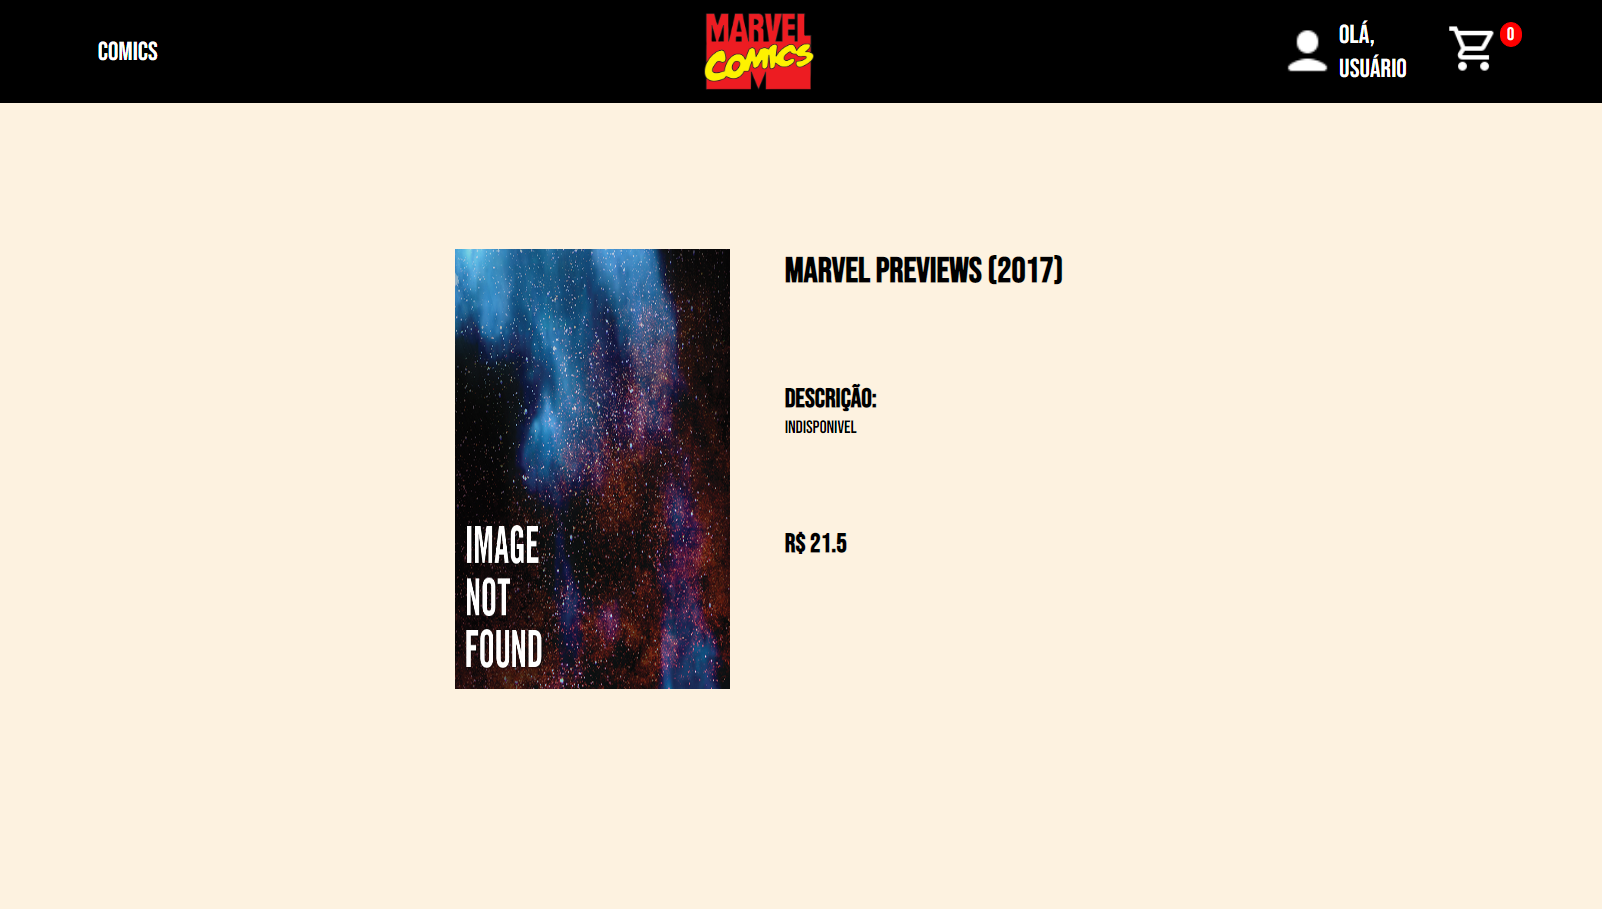 COMICS
MARVEL
COMICS
OLÁ,
USUÁRIO
0
MARVEL PREVIEWS (2017)
DESCRIÇÃO:
INDISPONIVEL
R$ 21.5
IMAGE
NOT
FOUND